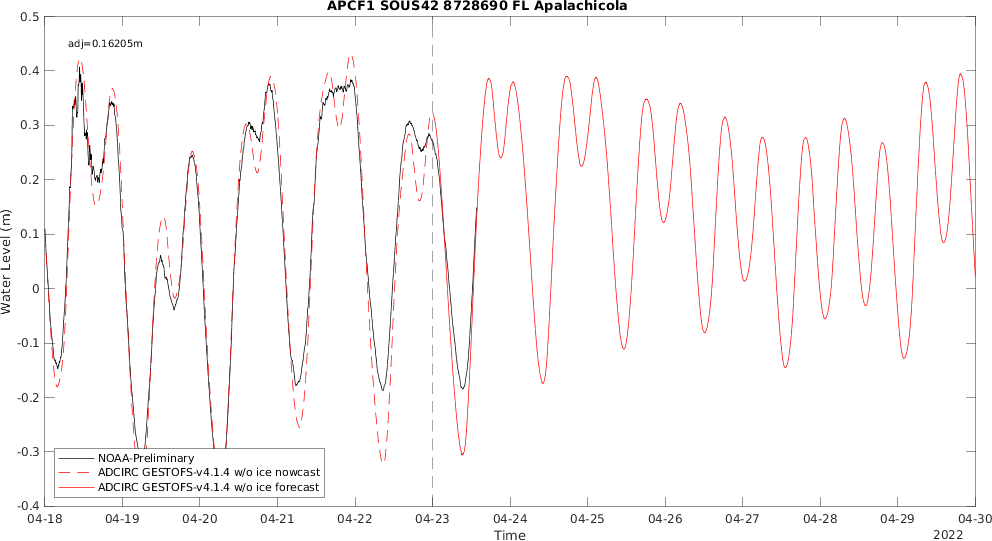 APCF1 SOUS42 8728690 FL Apalachicola
adj=0.16205m
0.5
0.4
0.3
0.2
0.1
0
-0.1
-0.2
-0.3
-0.4
Water Level (m)
NOAA-Preliminary
ADCIRC GESTOFS-v4.1.4 w/o ice nowcast
ADCIRC GESTOFS-v4.1.4 w/o ice forecast
04-18 04-19 04-20 04-21 04-22 04-23 04-24 04-25 04-26 04-27 04-28 04-29 04-30
Time
2022